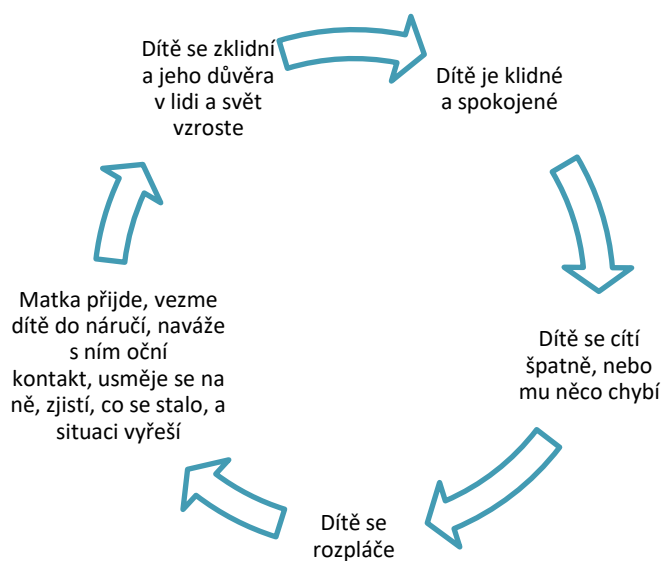 Dítě se zklidní
a jeho důvěra
v lidi a svět
vzroste
Dítě je klidné
a spokojené
Dítě se cítí
špatně, nebo
mu něco chybí
Dítě se
rozpláče
Matka přijde, vezme
dítě do náručí, naváže
s ním oční
kontakt, usměje se na
ně, zjistí, co se stalo, a
situaci vyřeší